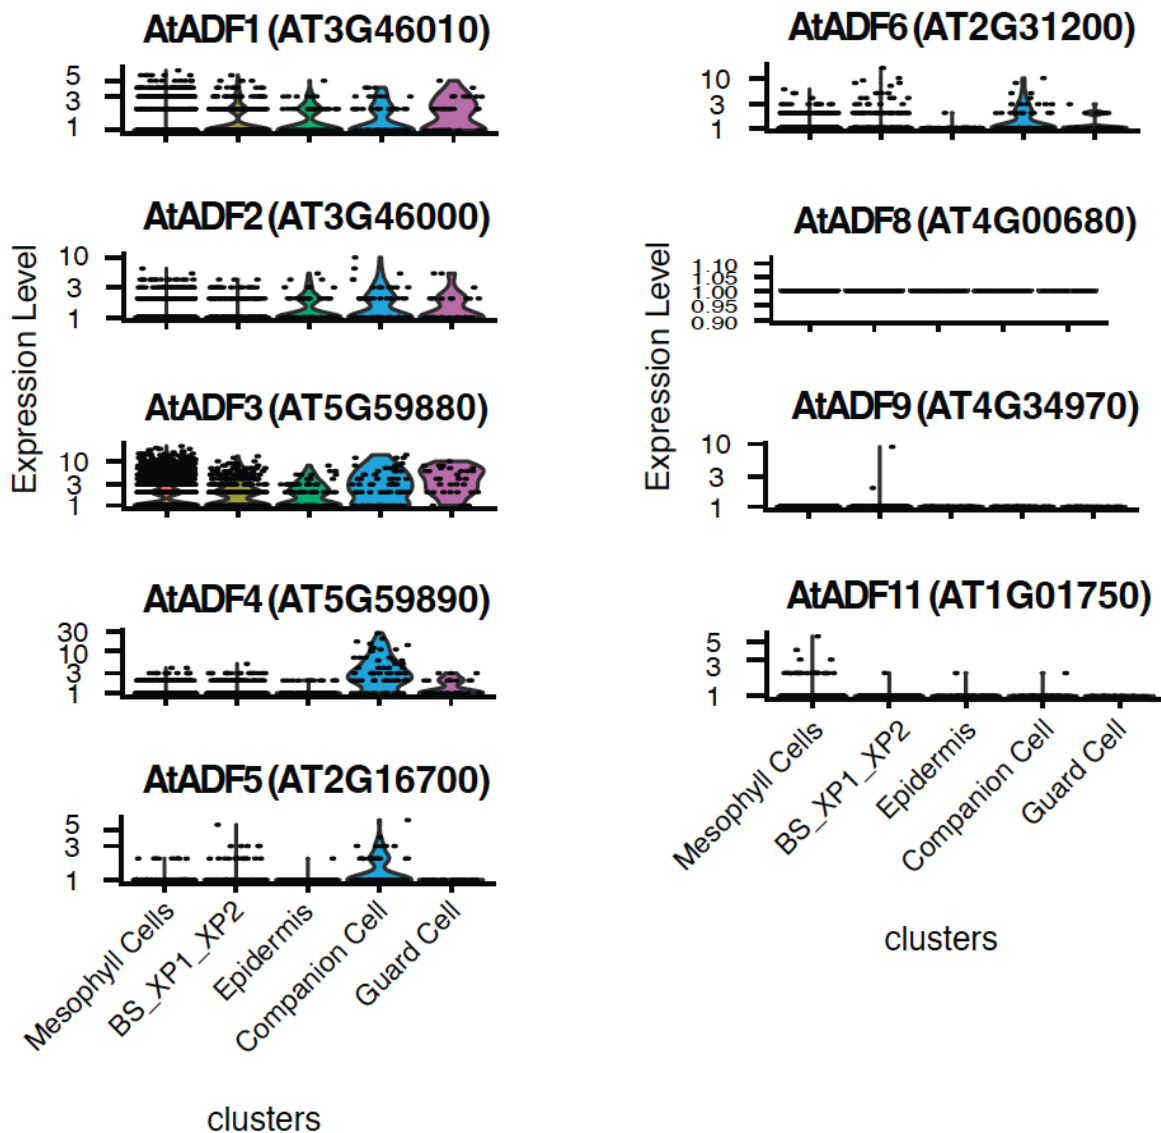 AtADF1 (AT3G46010)
5
3
1
AtADF2 (AT3G46000)
10
3
1
Expression Level
AtADF3 (AT5G59880)
10
3
1
AtADF4 (AT5G59890)
30
10
3
1
AtADF5 (AT2G16700)
5
3
1
Mesophyll Cells
BS_XP1_XP2
Epidermis
Companion Cell
Guard Cell
clusters
AtADF6 (AT2G31200)
10
3
1
AtADF8 (AT4G00680)
1.10
1.05
1.00
0.95
0.90
Expression Level
AtADF9 (AT4G34970)
10
3
1
AtADF11 (AT1G01750)
5
3
1
Mesophyll Cells
BS_XP1_XP2
Epidermis
Companion Cell
Guard Cell
clusters